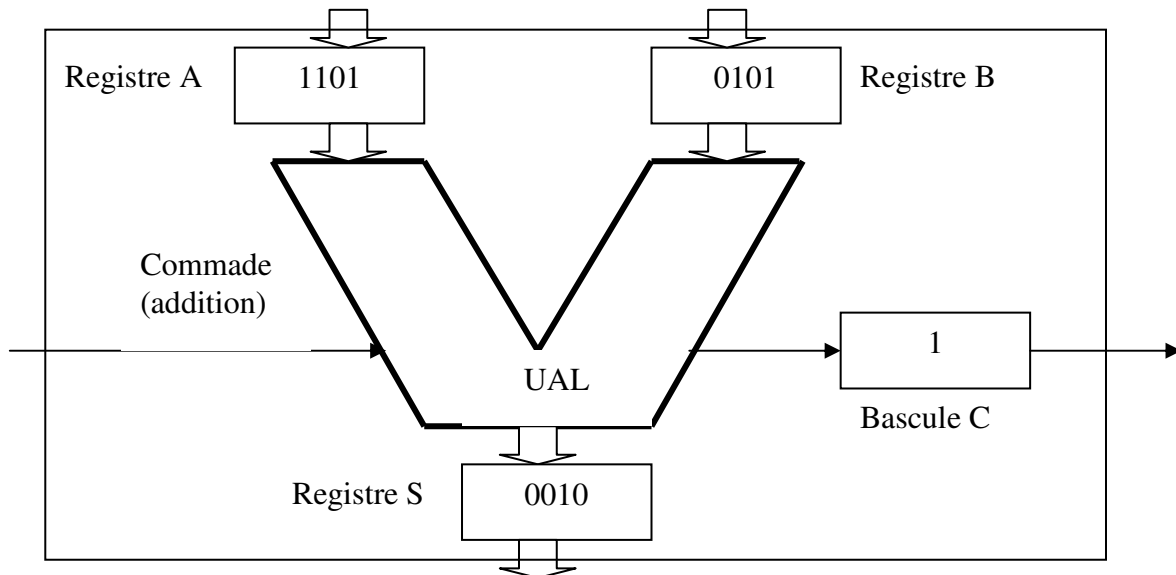 Registre A
1101
0101
Registre B
Commade
(addition)
UAL
1
Bascule C
Registre S
0010